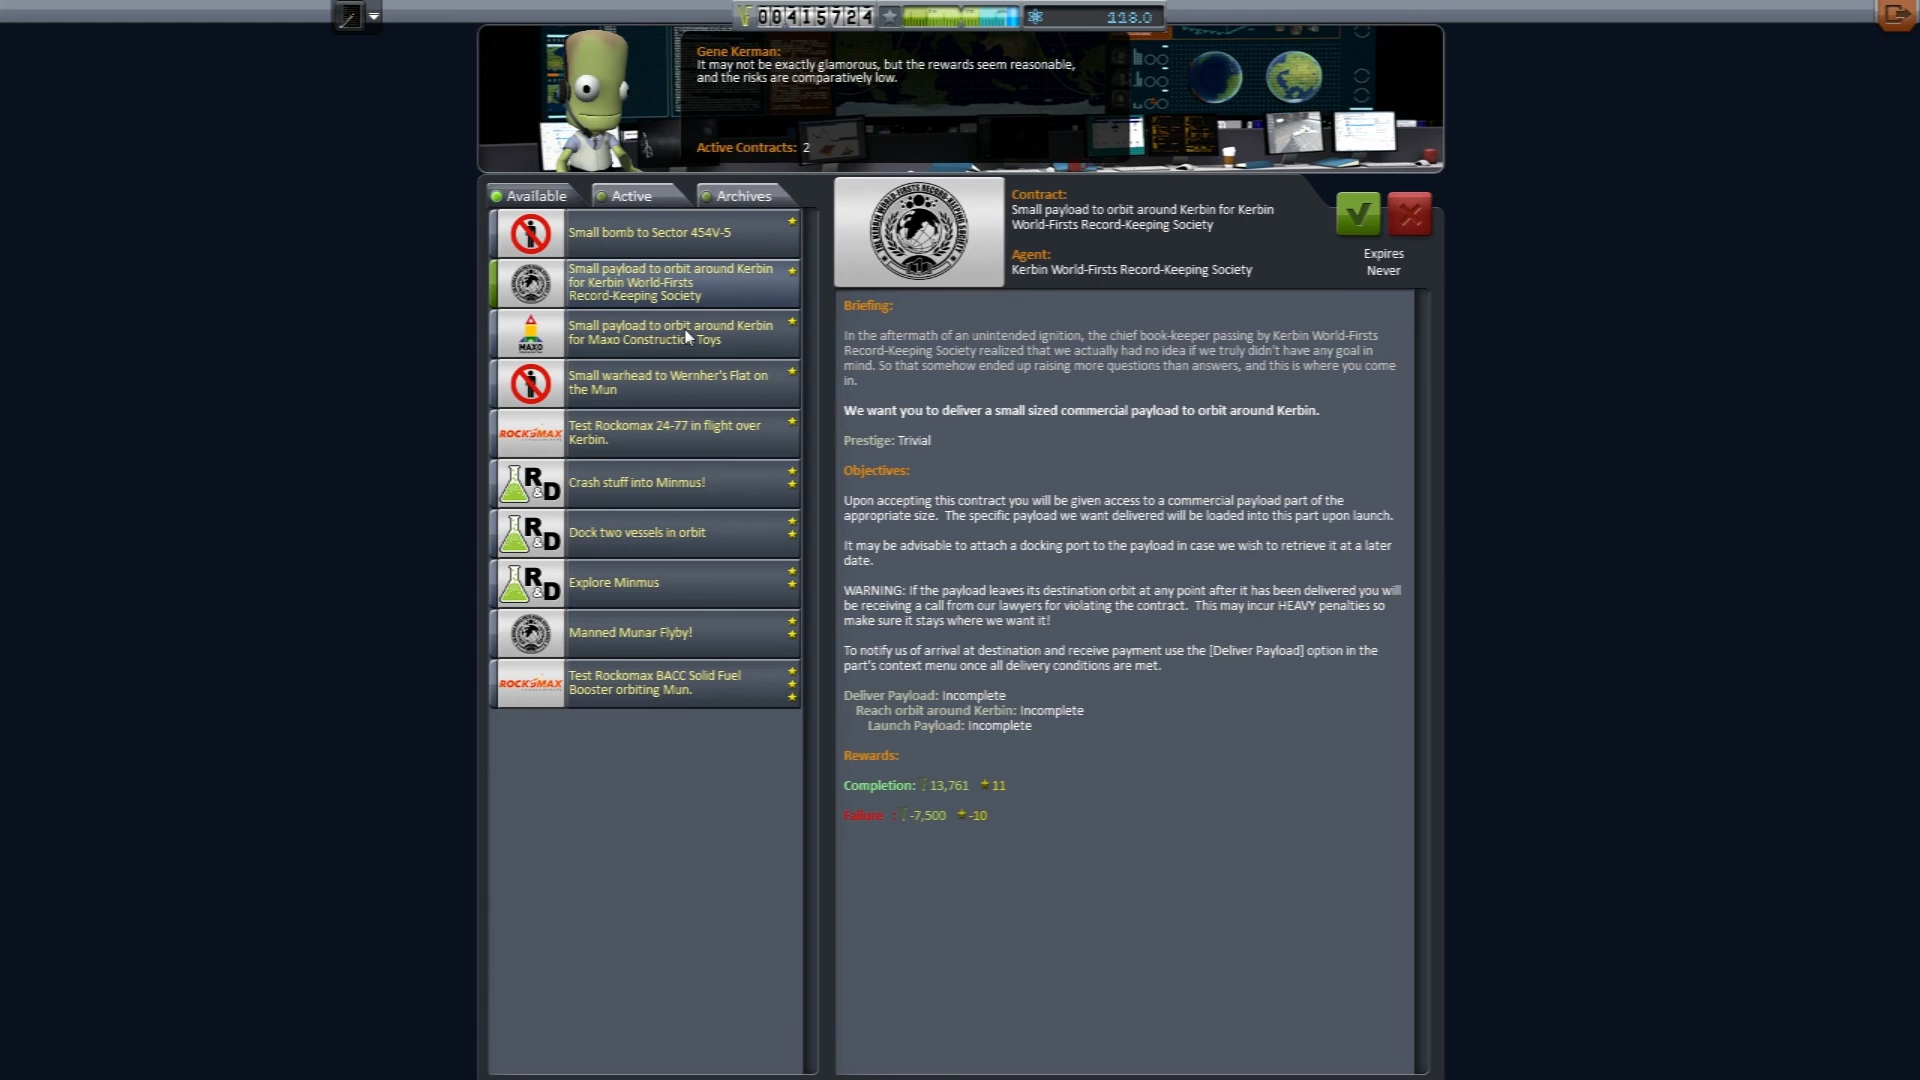 00415724
118.0
Gene Kerman:
It may not be exactly glamorous, but the rewards seem reasonable,
and the risks are comparatively low.
Active Contracts: 2
Available
Active
Archives
Small bomb to Sector 454V-5
Small payload to orbit around Kerbin
for Kerbin World-Firsts
Record-Keeping Society
MAXO
Small payload to orbit around Kerbin
for Maxo Construction Toys
Small warhead to Wernher's Flat on
the Mun
ROCKOMAX
Test Rockomax 24-77 in flight over
Kerbin.
R&D
Crash stuff into Minmus!
R&D
Dock two vessels in orbit
R&D
Explore Minmus
Manned Munar Flyby!
ROCKOMAX
Test Rockomax BACC Solid Fuel
Booster orbiting Mun.
THE KERBIN WORLD-FIRSTS RECORD-KEEPING SOCIETY
Contract:
Small payload to orbit around Kerbin for Kerbin
World-Firsts Record-Keeping Society
Agent:
Kerbin World-Firsts Record-Keeping Society
Expires
Never
Briefing:
In the aftermath of an unintended ignition, the chief book-keeper passing by Kerbin World-Firsts
Record-Keeping Society realized that we actually had no idea if we truly didn't have any goal in
mind. So that somehow ended up raising more questions than answers, and this is where you come
in.
We want you to deliver a small sized commercial payload to orbit around Kerbin.
Prestige: Trivial
Objectives:
Upon accepting this contract you will be given access to a commercial payload part of the
appropriate size. The specific payload we want delivered will be loaded into this part upon launch.
It may be advisable to attach a docking port to the payload in case we wish to retrieve it at a later
date.
WARNING: If the payload leaves its destination orbit at any point after it has been delivered you will
be receiving a call from our lawyers for violating the contract. This may incur HEAVY penalties so
make sure it stays where we want it!
To notify us of arrival at destination and receive payment use the [Deliver Payload] option in the
part's context menu once all delivery conditions are met.
Deliver Payload: Incomplete
Reach orbit around Kerbin: Incomplete
Launch Payload: Incomplete
Rewards:
Completion: 13,761 11
Failure : -7,500 -10